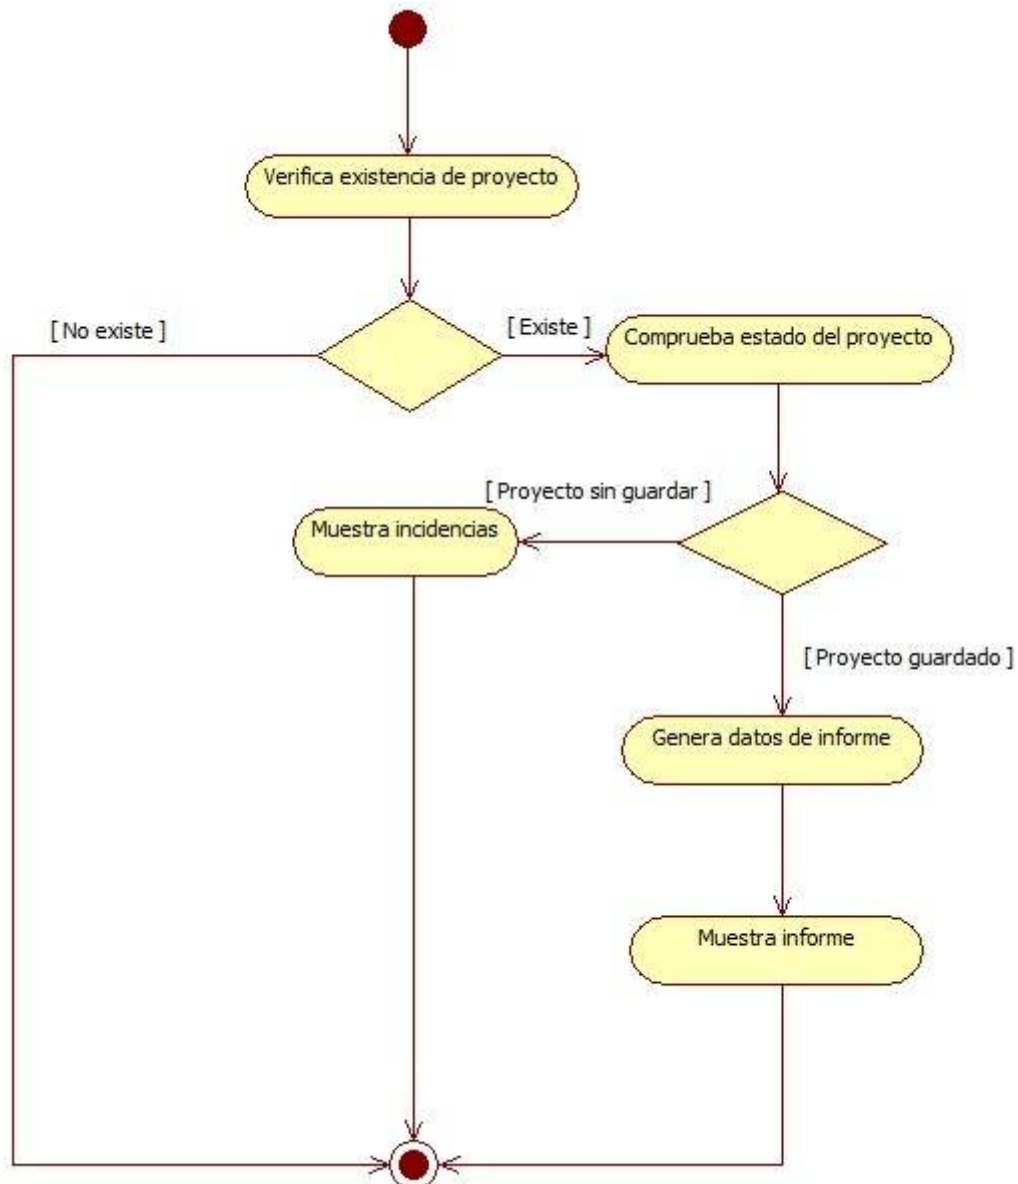 Verifica existencia de proyecto
[ No existe ]
[ Existe ]
Comprueba estado del proyecto
[ Proyecto sin guardar ]
Muestra incidencias
[ Proyecto guardado ]
Genera datos de informe
Muestra informe